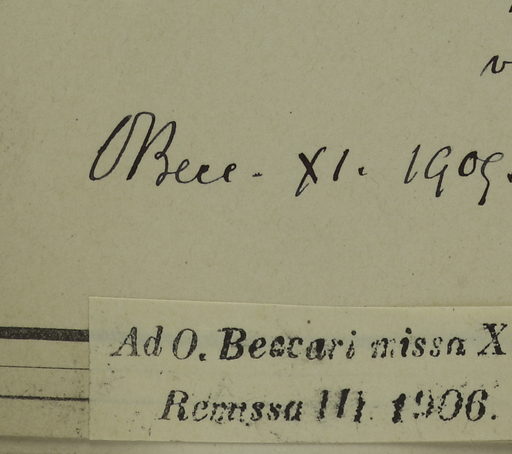 OBecc. XI. 1905.
Ad O. Beccari missa X
Remissa III. 1906.